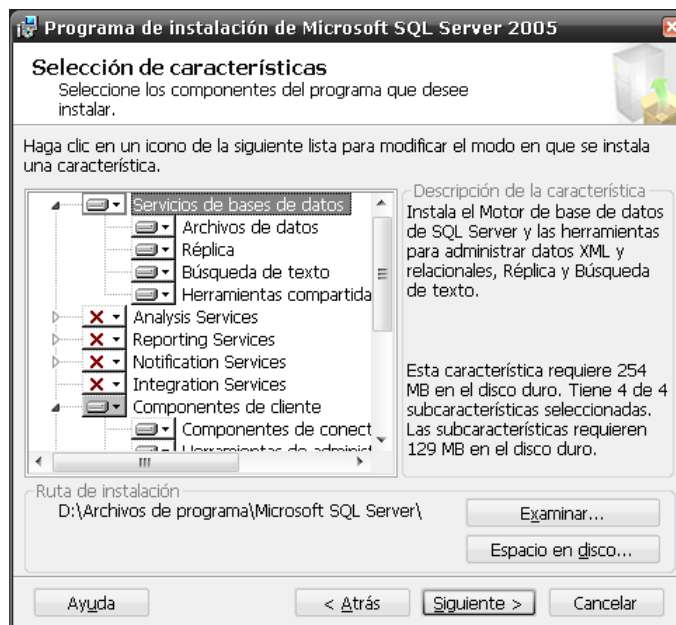 Programa de instalación de Microsoft SQL Server 2005
Selección de características
Seleccione los componentes del programa que desee
instalar.
Haga clic en un icono de la siguiente lista para modificar el modo en que se instala
una característica.
Servicios de bases de datos
Archivos de datos
Réplica
Búsqueda de texto
Herramientas compartida
Analysis Services
Reporting Services
Notification Services
Integration Services
Componentes de cliente
Componentes de conect
Herramientas de administ
Descripción de la característica
Instala el Motor de base de datos
de SQL Server y las herramientas
para administrar datos XML y
relacionales, Réplica y Búsqueda
de texto.
Esta característica requiere 254
MB en el disco duro. Tiene 4 de 4
subcaracterísticas seleccionadas.
Las subcaracterísticas requieren
129 MB en el disco duro.
Ruta de instalación
D:\Archivos de programa\Microsoft SQL Server\
Examinar...
Espacio en disco...
Ayuda
< Atrás
Siguiente >
Cancelar